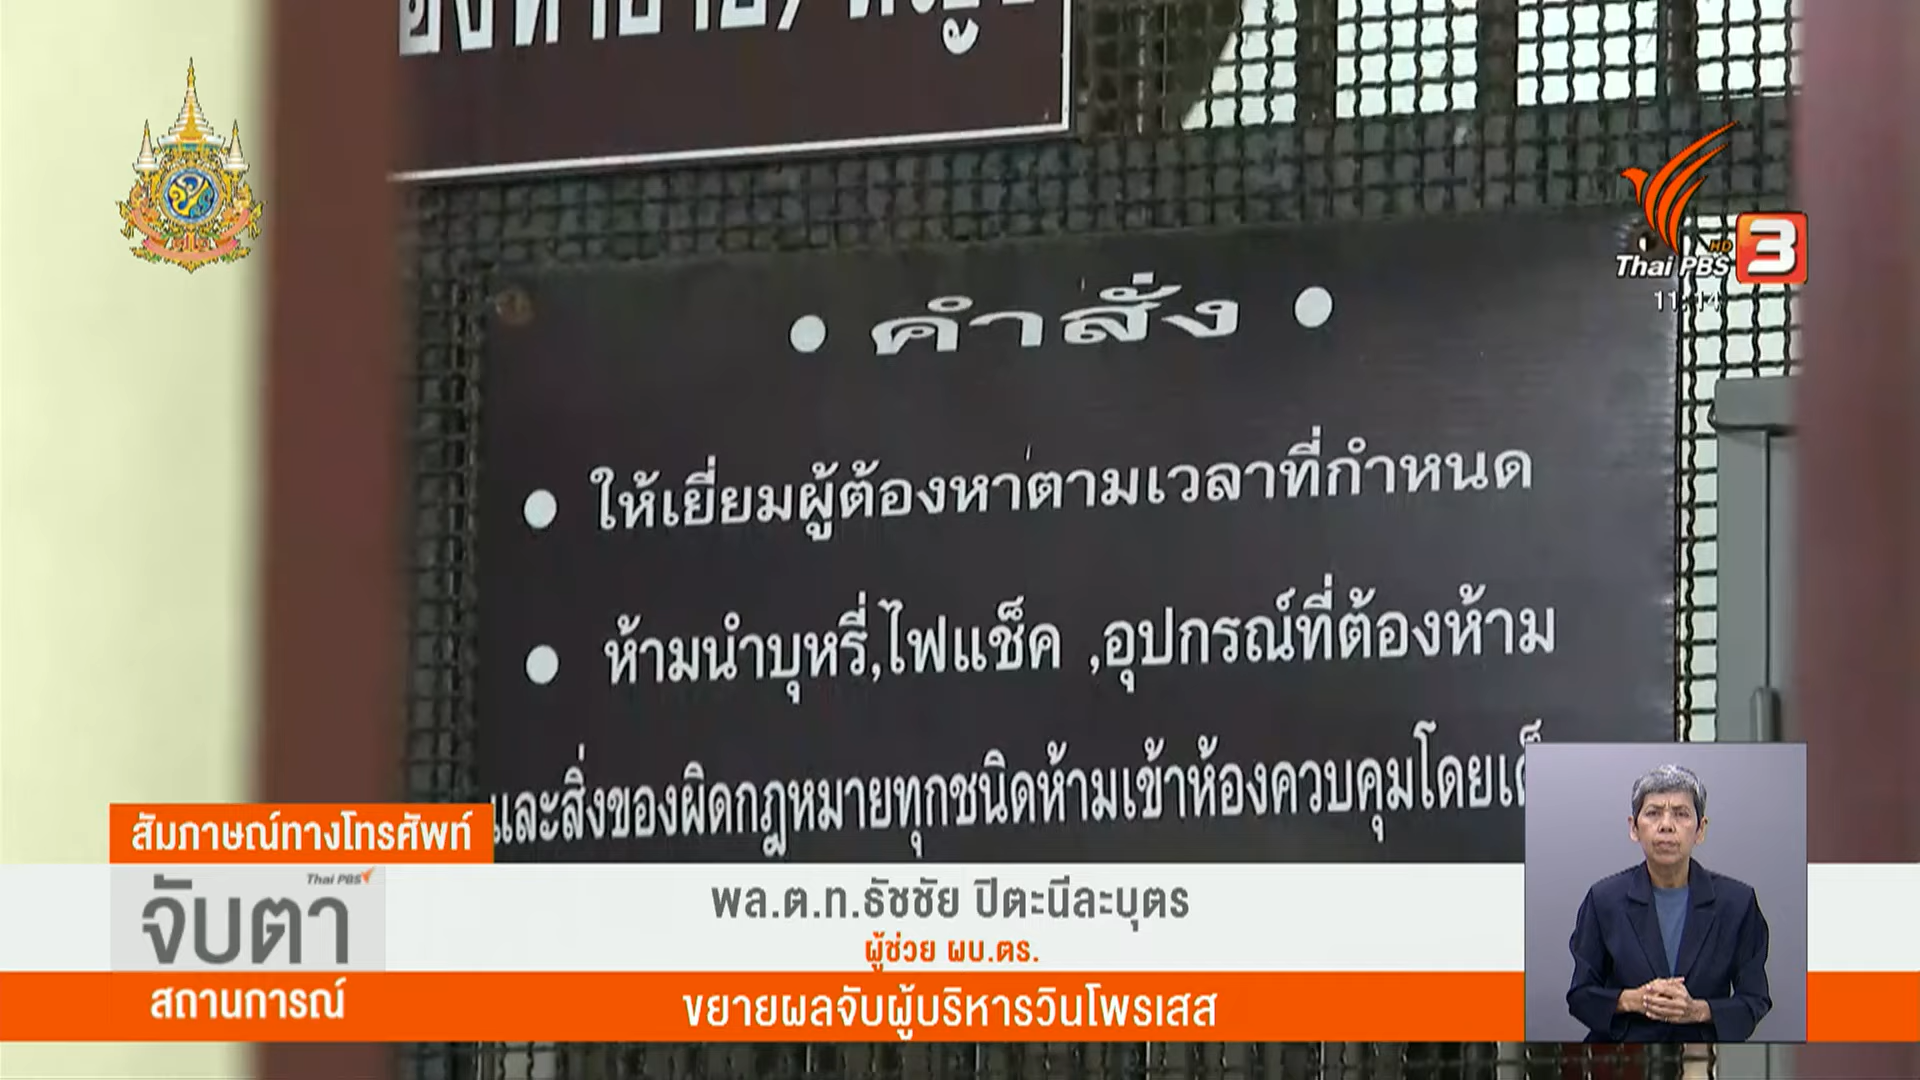 Thai PBS HD 3
11:14
• คำสั่ง •
• ให้เยี่ยมผู้ต้องหาตามเวลาที่กำหนด
• ห้ามนำบุหรี่,ไฟแช็ค ,อุปกรณ์ที่ต้องห้าม
และสิ่งของผิดกฎหมายทุกชนิดห้ามเข้าห้องควบคุมโดย
สัมภาษณ์ทางโทรศัพท์
Thai PBS
จับตา
สถานการณ์
พล.ต.ท.ธัชชัย ปิตะนีละบุตร
ผู้ช่วย ผบ.ตร.
ขยายผลจับผู้บริหารวินโพรเสส